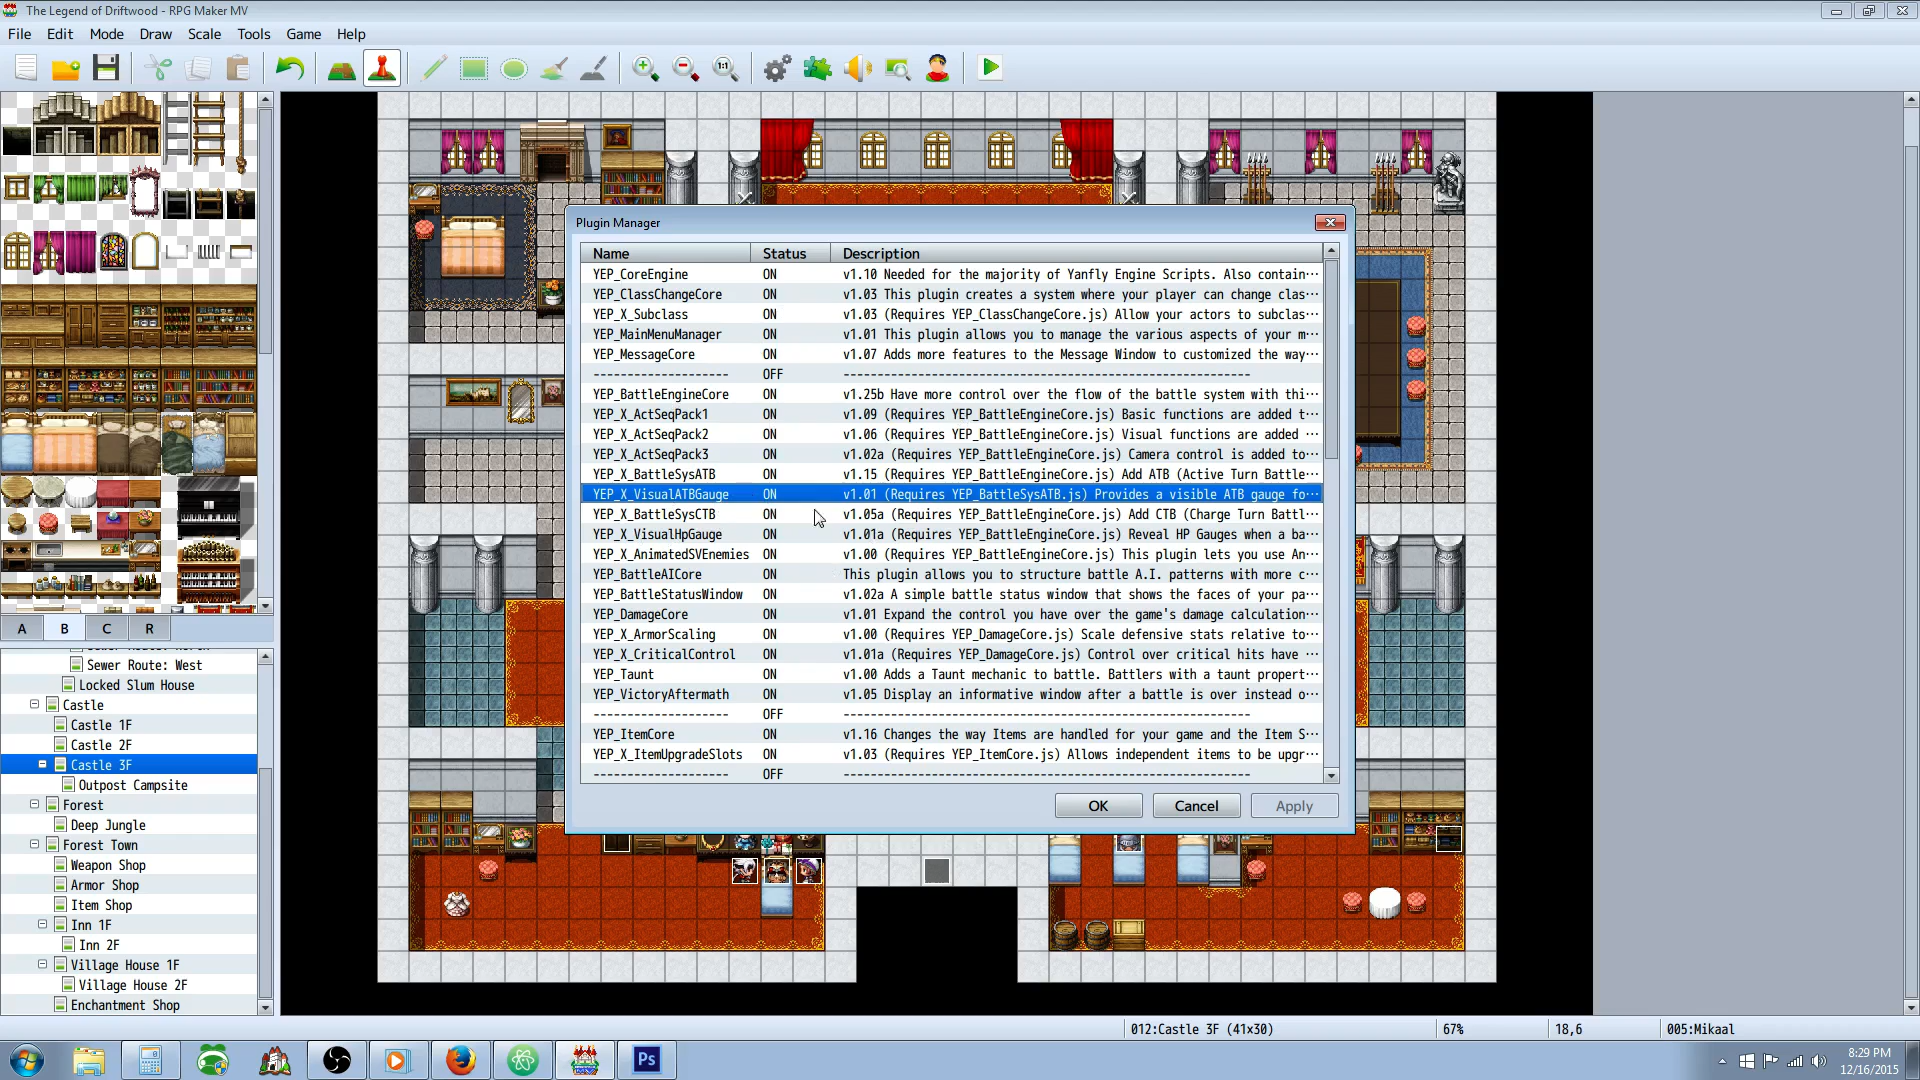 The Legend of Driftwood - RPG Maker MV
File Edit Mode Draw Scale Tools Game Help
1:1
Plugin Manager
Name Status Description
YEP_CoreEngine ON v1.10 Needed for the majority of Yanfly Engine Scripts. Also contain···
YEP_ClassChangeCore ON v1.03 This plugin creates a system where your player can change clas···
YEP_X_Subclass ON v1.03 (Requires YEP_ClassChangeCore.js) Allow your actors to subclas···
YEP_MainMenuManager ON v1.01 This plugin allows you to manage the various aspects of your m···
YEP_MessageCore ON v1.07 Adds more features to the Message Window to customized the way···
-------------------- OFF ------------------------------------------------------------
YEP_BattleEngineCore ON v1.25b Have more control over the flow of the battle system with thi···
YEP_X_ActSeqPack1 ON v1.09 (Requires YEP_BattleEngineCore.js) Basic functions are added t···
YEP_X_ActSeqPack2 ON v1.06 (Requires YEP_BattleEngineCore.js) Visual functions are added ···
YEP_X_ActSeqPack3 ON v1.02a (Requires YEP_BattleEngineCore.js) Camera control is added to···
YEP_X_BattleSysATB ON v1.15 (Requires YEP_BattleEngineCore.js) Add ATB (Active Turn Battle···
YEP_X_VisualATBGauge ON v1.01 (Requires YEP_BattleSysATB.js) Provides a visible ATB gauge fo···
YEP_X_BattleSysCTB ON v1.05a (Requires YEP_BattleEngineCore.js) Add CTB (Charge Turn Battl···
YEP_X_VisualHpGauge ON v1.01a (Requires YEP_BattleEngineCore.js) Reveal HP Gauges when a ba···
YEP_X_AnimatedSVEnemies ON v1.00 (Requires YEP_BattleEngineCore.js) This plugin lets you use An···
YEP_BattleAICore ON This plugin allows you to structure battle A.I. patterns with more c···
YEP_BattleStatusWindow ON v1.02a A simple battle status window that shows the faces of your pa···
YEP_DamageCore ON v1.01 Expand the control you have over the game's damage calculation···
YEP_X_ArmorScaling ON v1.00 (Requires YEP_DamageCore.js) Scale defensive stats relative to···
YEP_X_CriticalControl ON v1.01a (Requires YEP_DamageCore.js) Control over critical hits have ···
YEP_Taunt ON v1.00 Adds a Taunt mechanic to battle. Battlers with a taunt propert···
YEP_VictoryAftermath ON v1.05 Display an informative window after a battle is over instead o···
-------------------- OFF ------------------------------------------------------------
YEP_ItemCore ON v1.16 Changes the way Items are handled for your game and the Item S···
YEP_X_ItemUpgradeSlots ON v1.03 (Requires YEP_ItemCore.js) Allows independent items to be upgr···
-------------------- OFF ------------------------------------------------------------
OK Cancel Apply
A B C R
Sewer Route: North
Sewer Route: West
Locked Slum House
Castle
Castle 1F
Castle 2F
Castle 3F
Outpost Campsite
Forest
Deep Jungle
Forest Town
Weapon Shop
Armor Shop
Item Shop
Inn 1F
Inn 2F
Village House 1F
Village House 2F
Enchantment Shop
012:Castle 3F (41x30) 67% 18,6 005:Mikaal
Ps
8:29 PM
12/16/2015